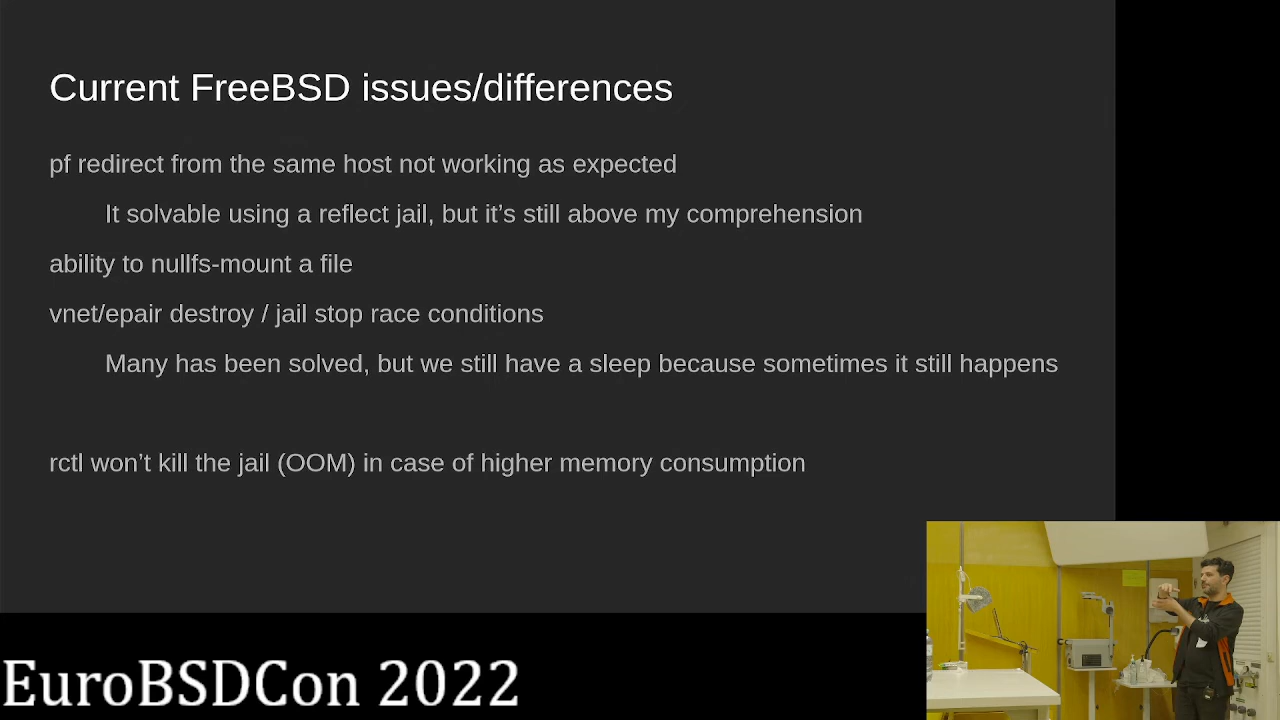 Current FreeBSD issues/differences
pf redirect from the same host not working as expected
It solvable using a reflect jail, but it’s still above my comprehension
ability to nullfs-mount a file
vnet/epair destroy / jail stop race conditions
Many has been solved, but we still have a sleep because sometimes it still happens
rctl won’t kill the jail (OOM) in case of higher memory consumption
EuroBSDCon 2022